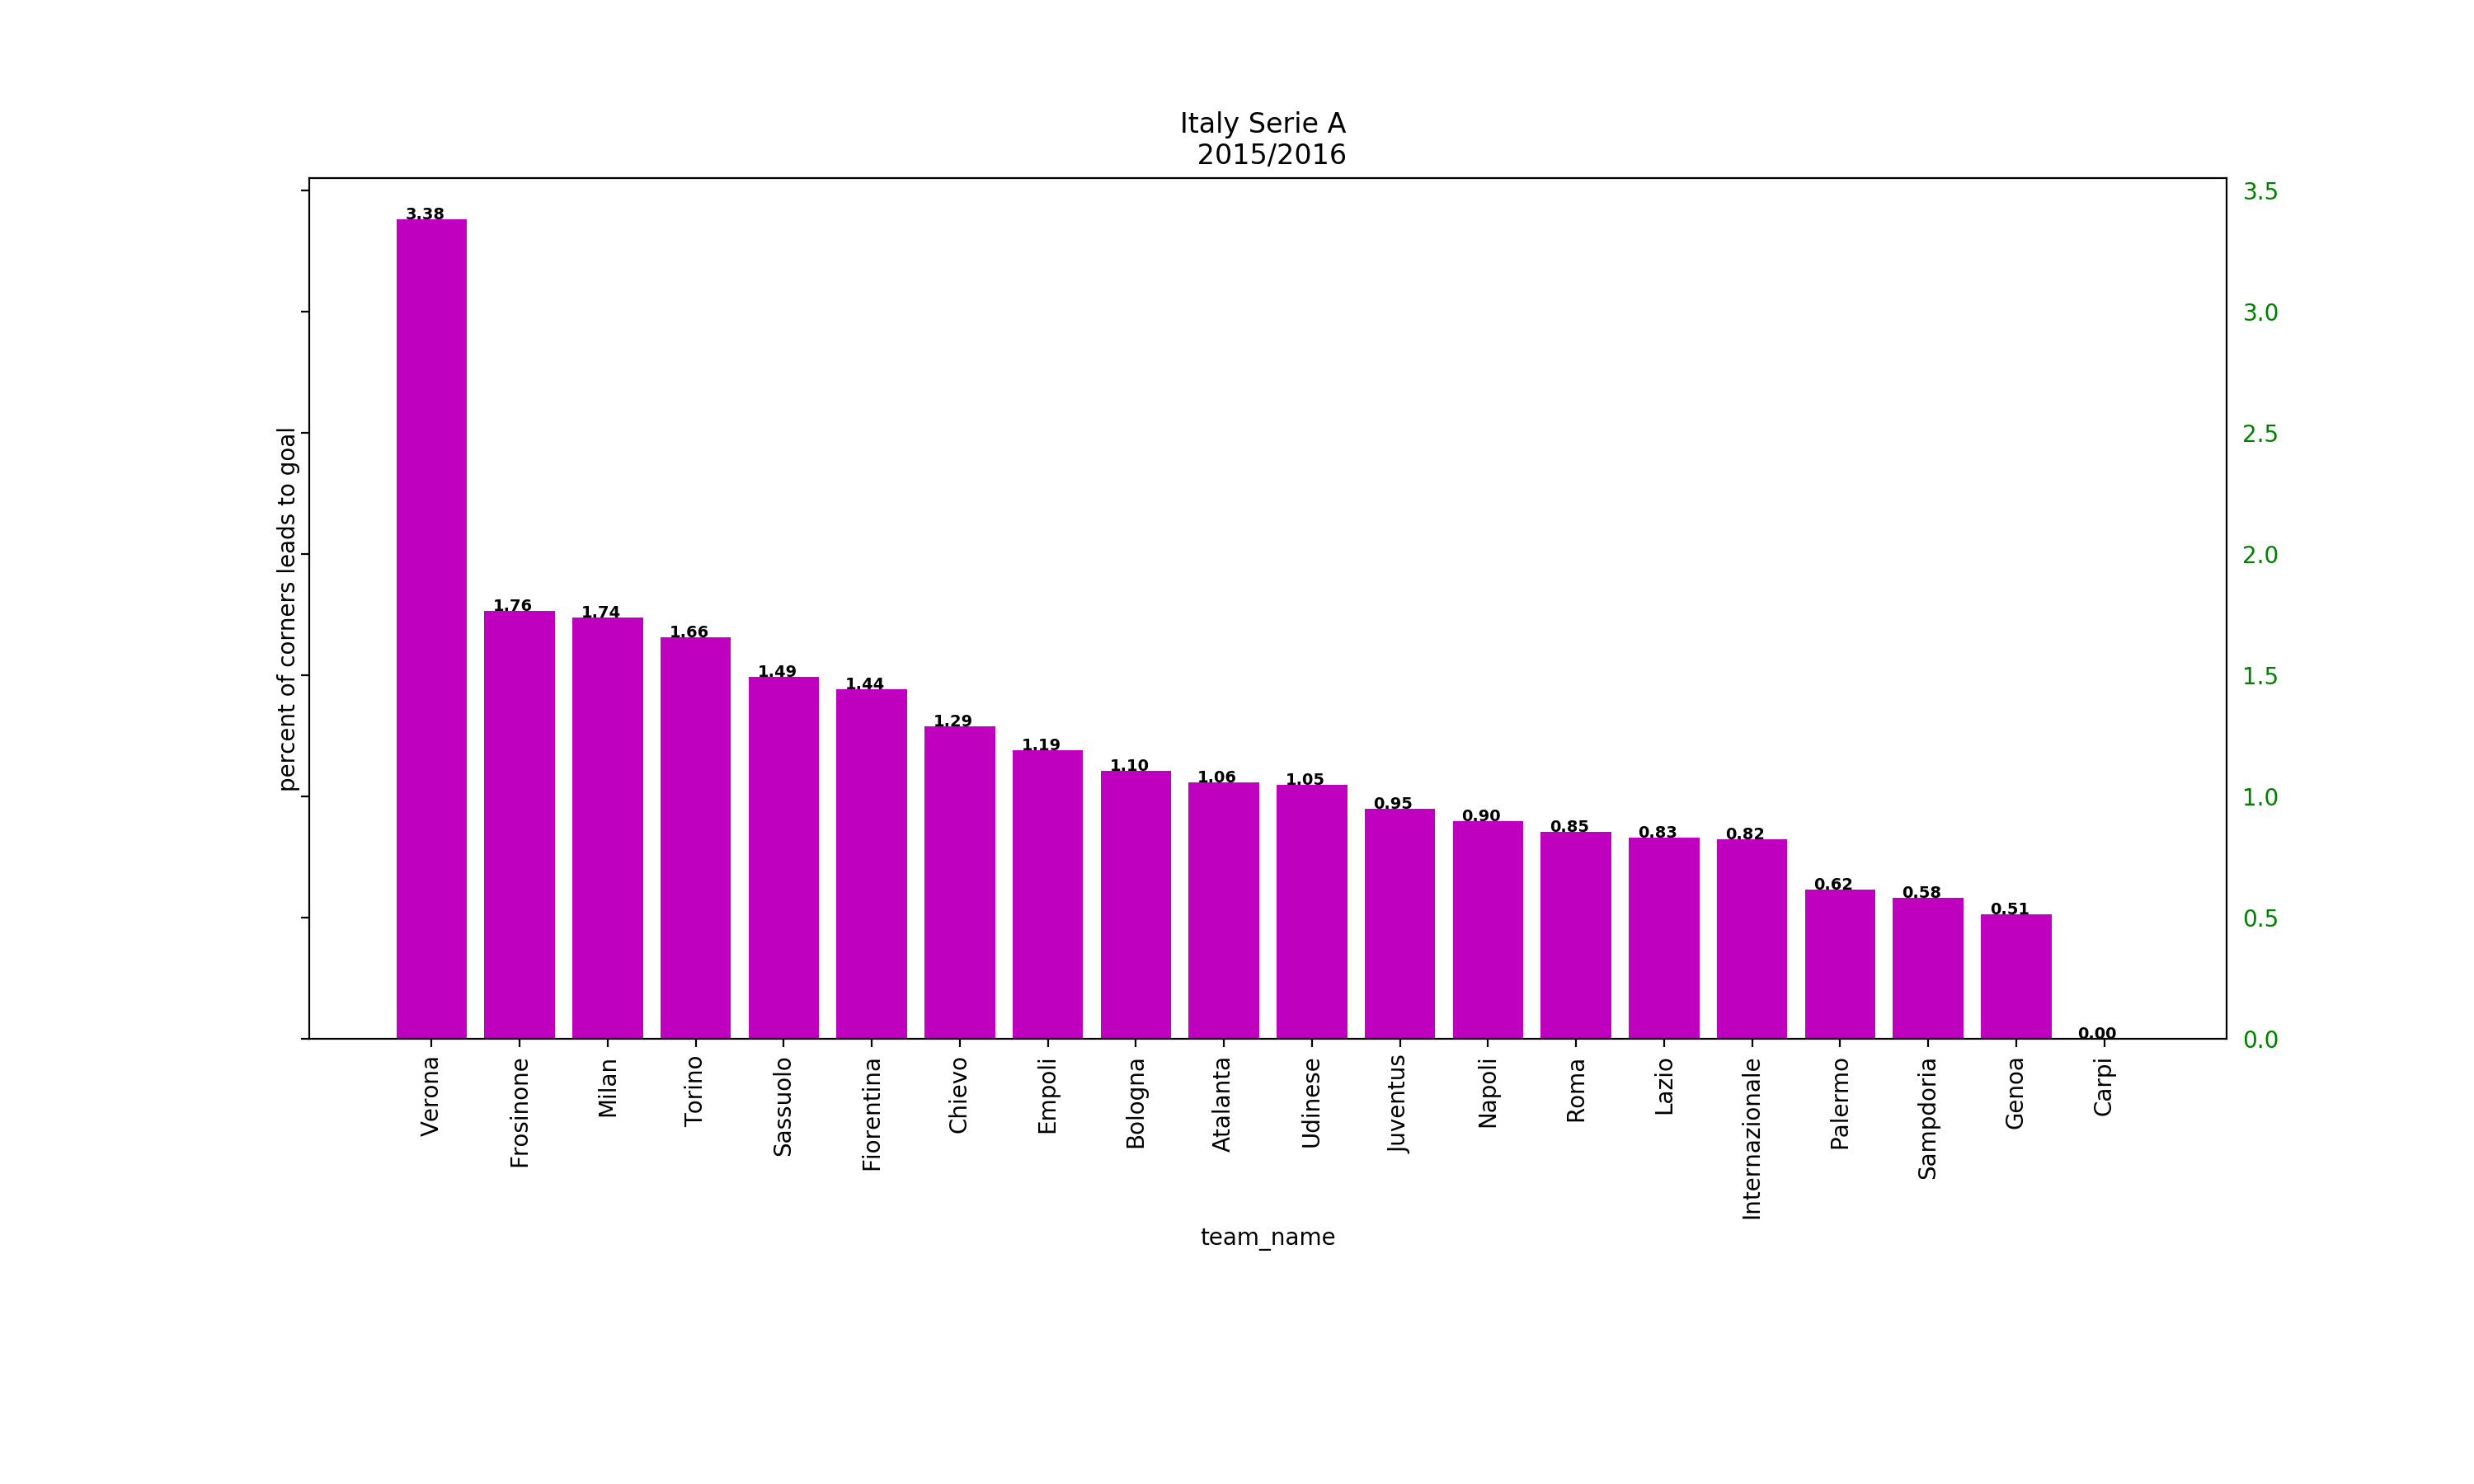 Italy Serie A
2015/2016
percent of corners leads to goal
3.5
3.0
2.5
2.0
1.5
1.0
0.5
0.0
3.38
1.76
1.74
1.66
1.49
1.44
1.29
1.19
1.10
1.06
1.05
0.95
0.90
0.85
0.83
0.82
0.62
0.58
0.51
0.00
Verona
Frosinone
Milan
Torino
Sassuolo
Fiorentina
Chievo
Empoli
Bologna
Atalanta
Udinese
Juventus
Napoli
Roma
Lazio
Internazionale
Palermo
Sampdoria
Genoa
Carpi
team_name